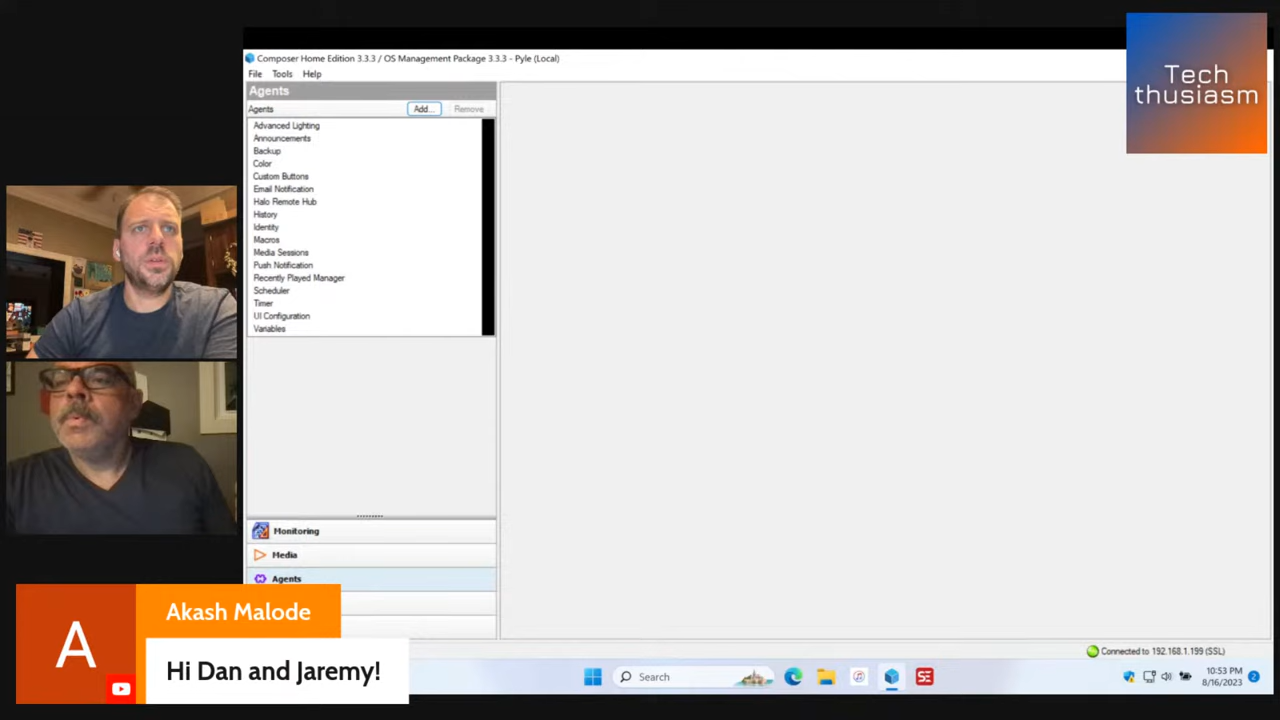 Composer Home Edition 3.3.3 / OS Management Package 3.3.3 - Pyle (Local)
File Tools Help
Agents
Agents Add... Remove
Advanced Lighting
Announcements
Backup
Color
Custom Buttons
Email Notification
Halo Remote Hub
History
Identity
Macros
Media Sessions
Push Notification
Recently Played Manager
Scheduler
Timer
UI Configuration
Variables
Monitoring
Media
Agents
Connected to 192.168.1.199 (SSL)
Search
SE
10:53 PM
8/16/2023
2
Tech
thusiasm
A
Akash Malode
Hi Dan and Jaremy!